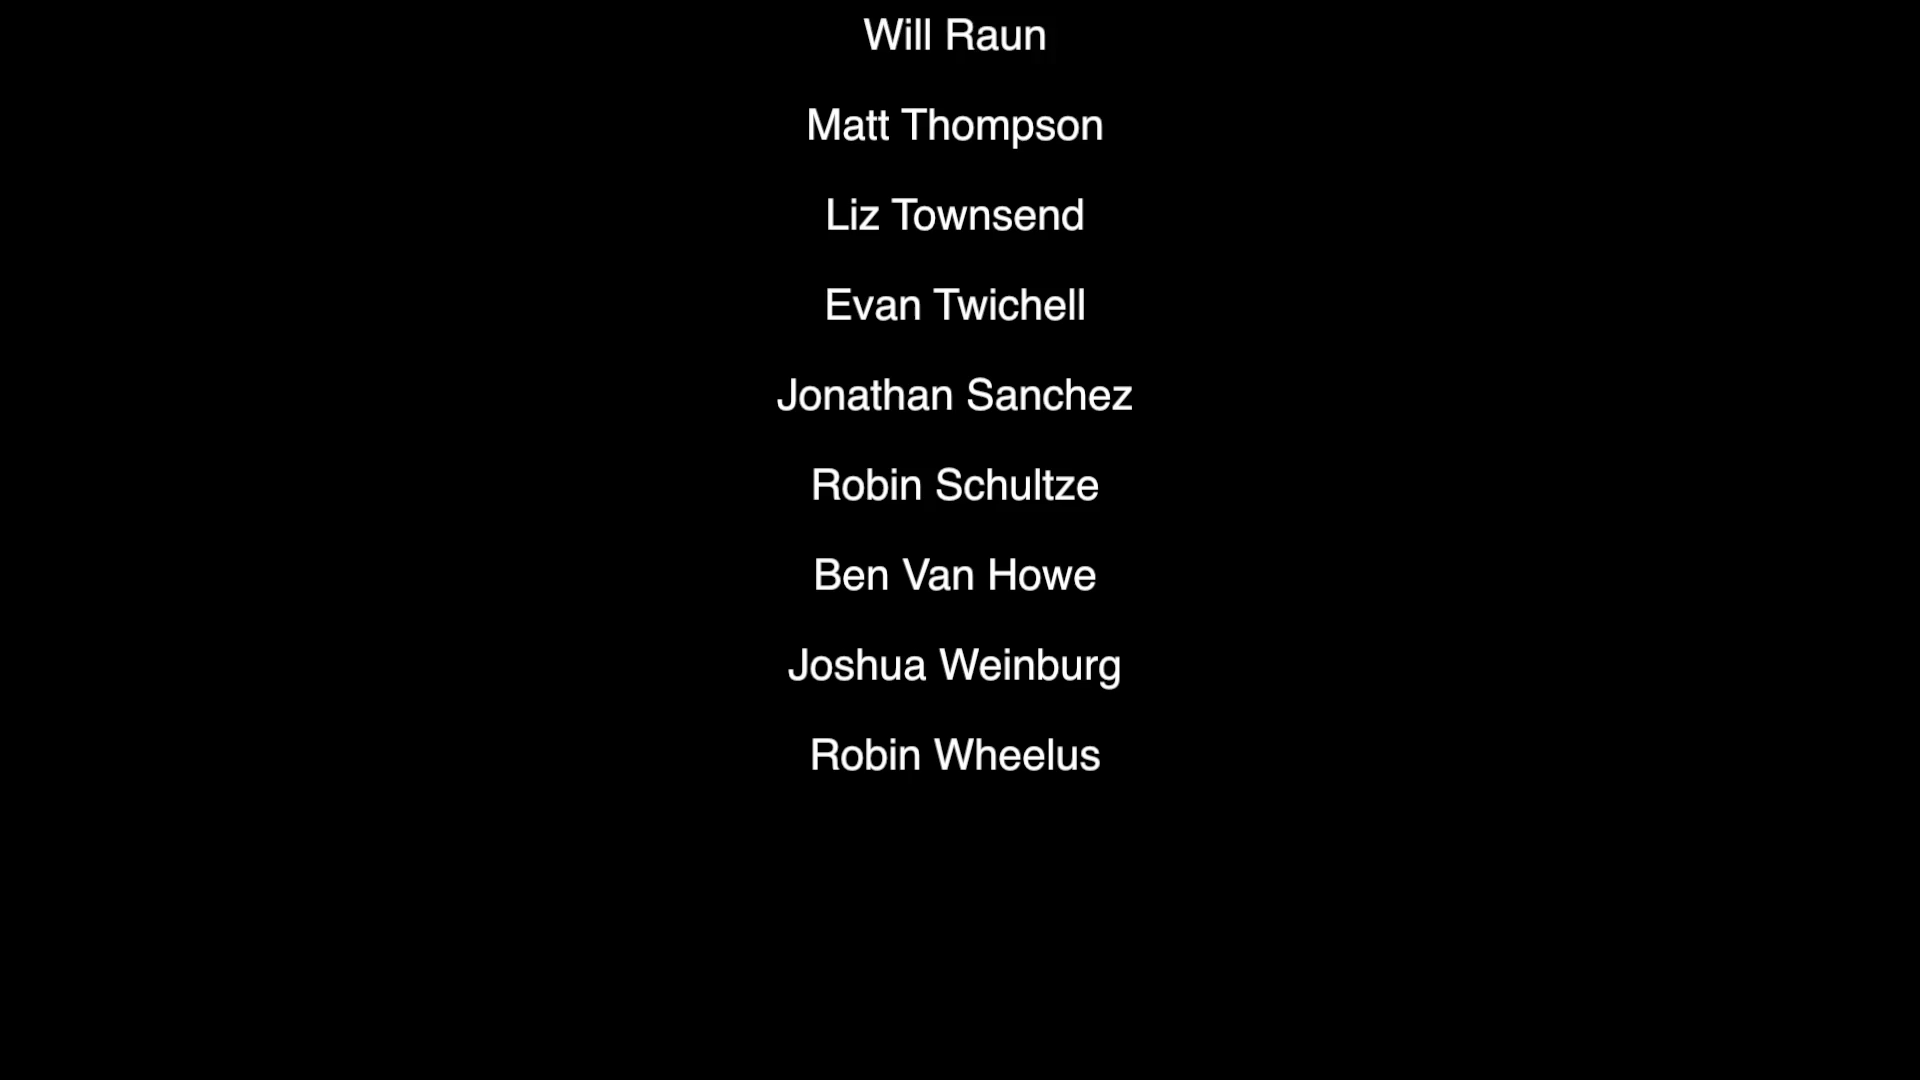 Will Raun
Matt Thompson
Liz Townsend
Evan Twichell
Jonathan Sanchez
Robin Schultze
Ben Van Howe
Joshua Weinburg
Robin Wheelus